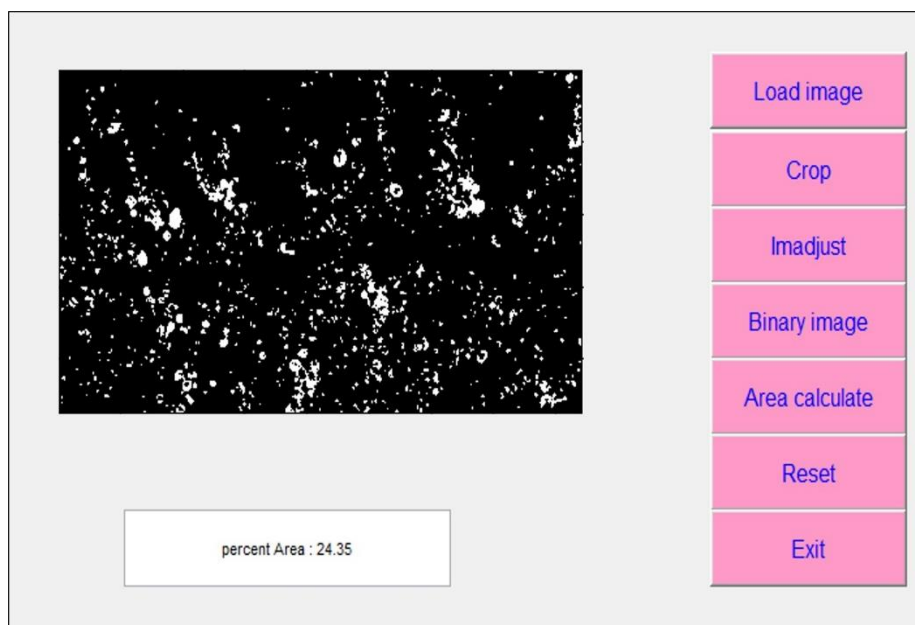 Load image
Crop
Imadjust
Binary image
Area calculate
Reset
Exit
percent Area : 24.35